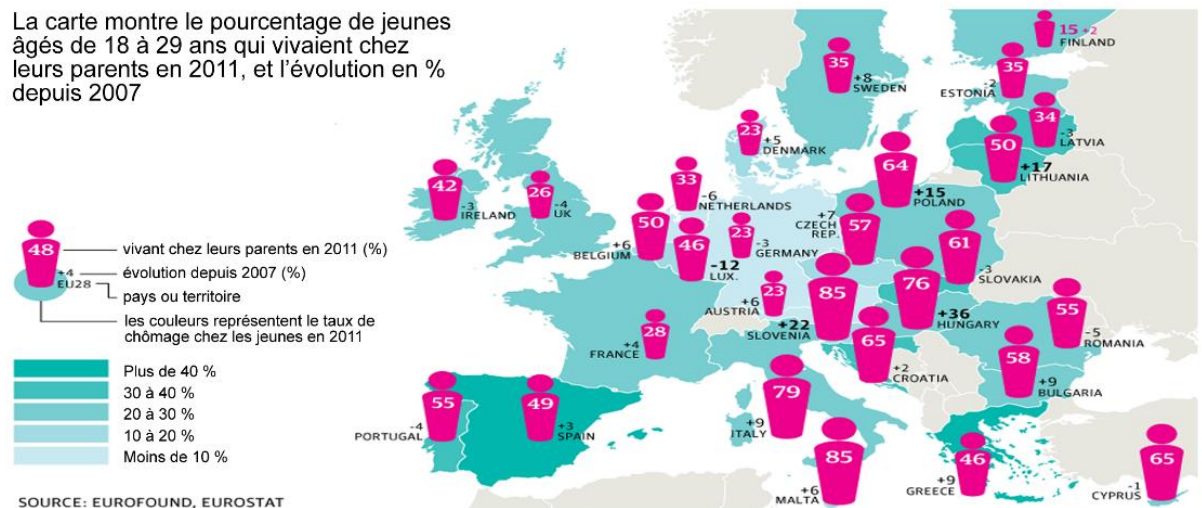 La carte montre le pourcentage de jeunes
âgés de 18 à 29 ans qui vivaient chez
leurs parents en 2011, et l’évolution en %
depuis 2007
48
+4
EU28
vivant chez leurs parents en 2011 (%)
évolution depuis 2007 (%)
pays ou territoire
les couleurs représentent le taux de
chômage chez les jeunes en 2011
Plus de 40 %
30 à 40 %
20 à 30 %
10 à 20 %
Moins de 10 %
SOURCE: EUROFOUND, EUROSTAT
15 +2
FINLAND
35
+8
SWEDEN
35
-2
ESTONIA
34
-3
LATVIA
50
+17
LITHUANIA
23
+5
DENMARK
64
+15
POLAND
42
-3
IRELAND
26
-4
UK
33
-6
NETHERLANDS
50
+6
BELGIUM
46
-12
LUX.
23
-3
GERMANY
57
+7
CZECH
REP.
61
-3
SLOVAKIA
23
+6
AUSTRIA
85
+22
SLOVENIA
76
+36
HUNGARY
55
-5
ROMANIA
28
+4
FRANCE
65
+2
CROATIA
58
+9
BULGARIA
55
-4
PORTUGAL
49
+3
SPAIN
79
+9
ITALY
85
+6
MALTA
46
+9
GREECE
65
-1
CYPRUS